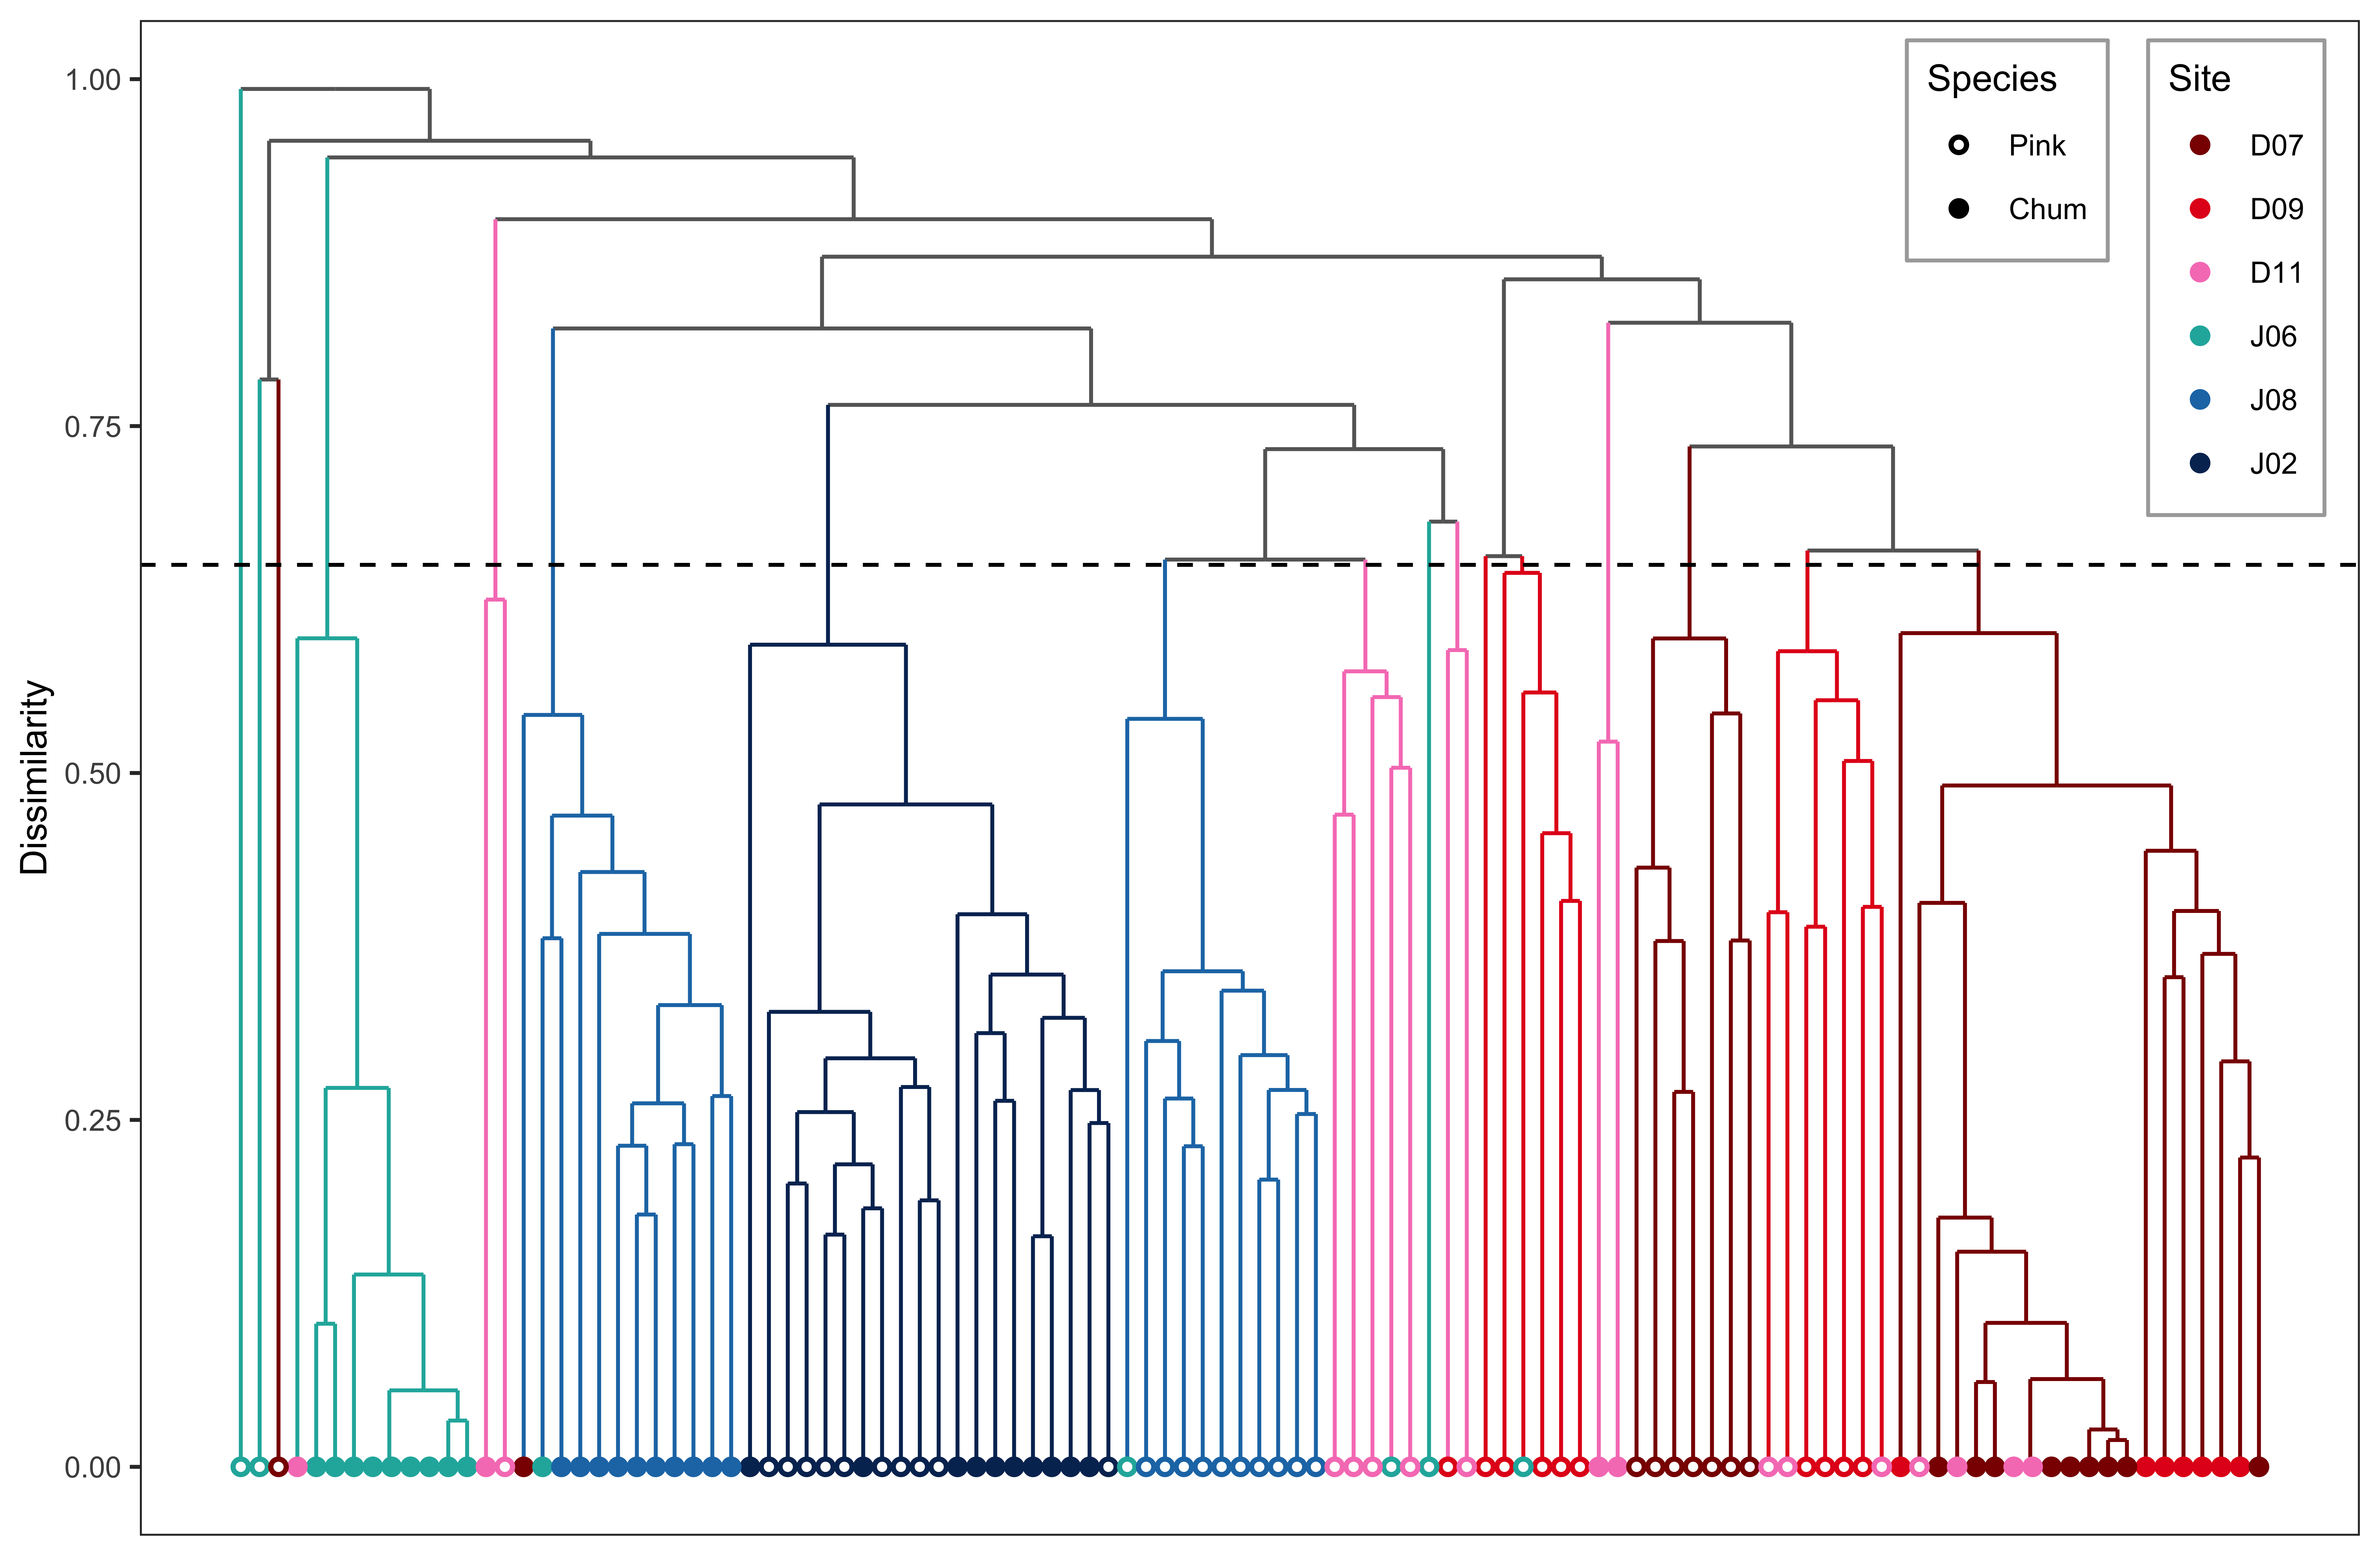 Species
Pink
Chum
Site
D07
D09
D11
J06
J08
J02
1.00
0.75
0.50
0.25
0.00
Dissimilarity